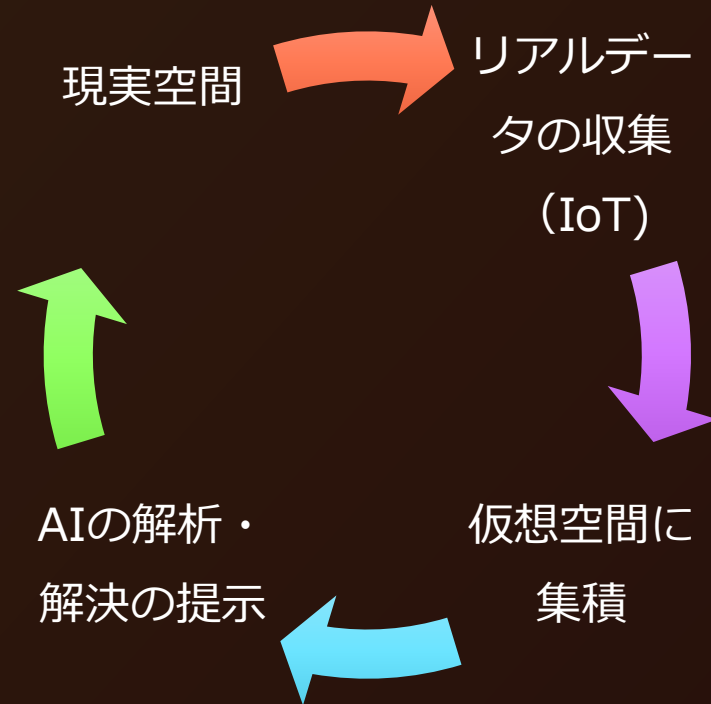 現実空間
リアルデー
タの収集
（IoT)
仮想空間に
集積
AIの解析・
解決の提示